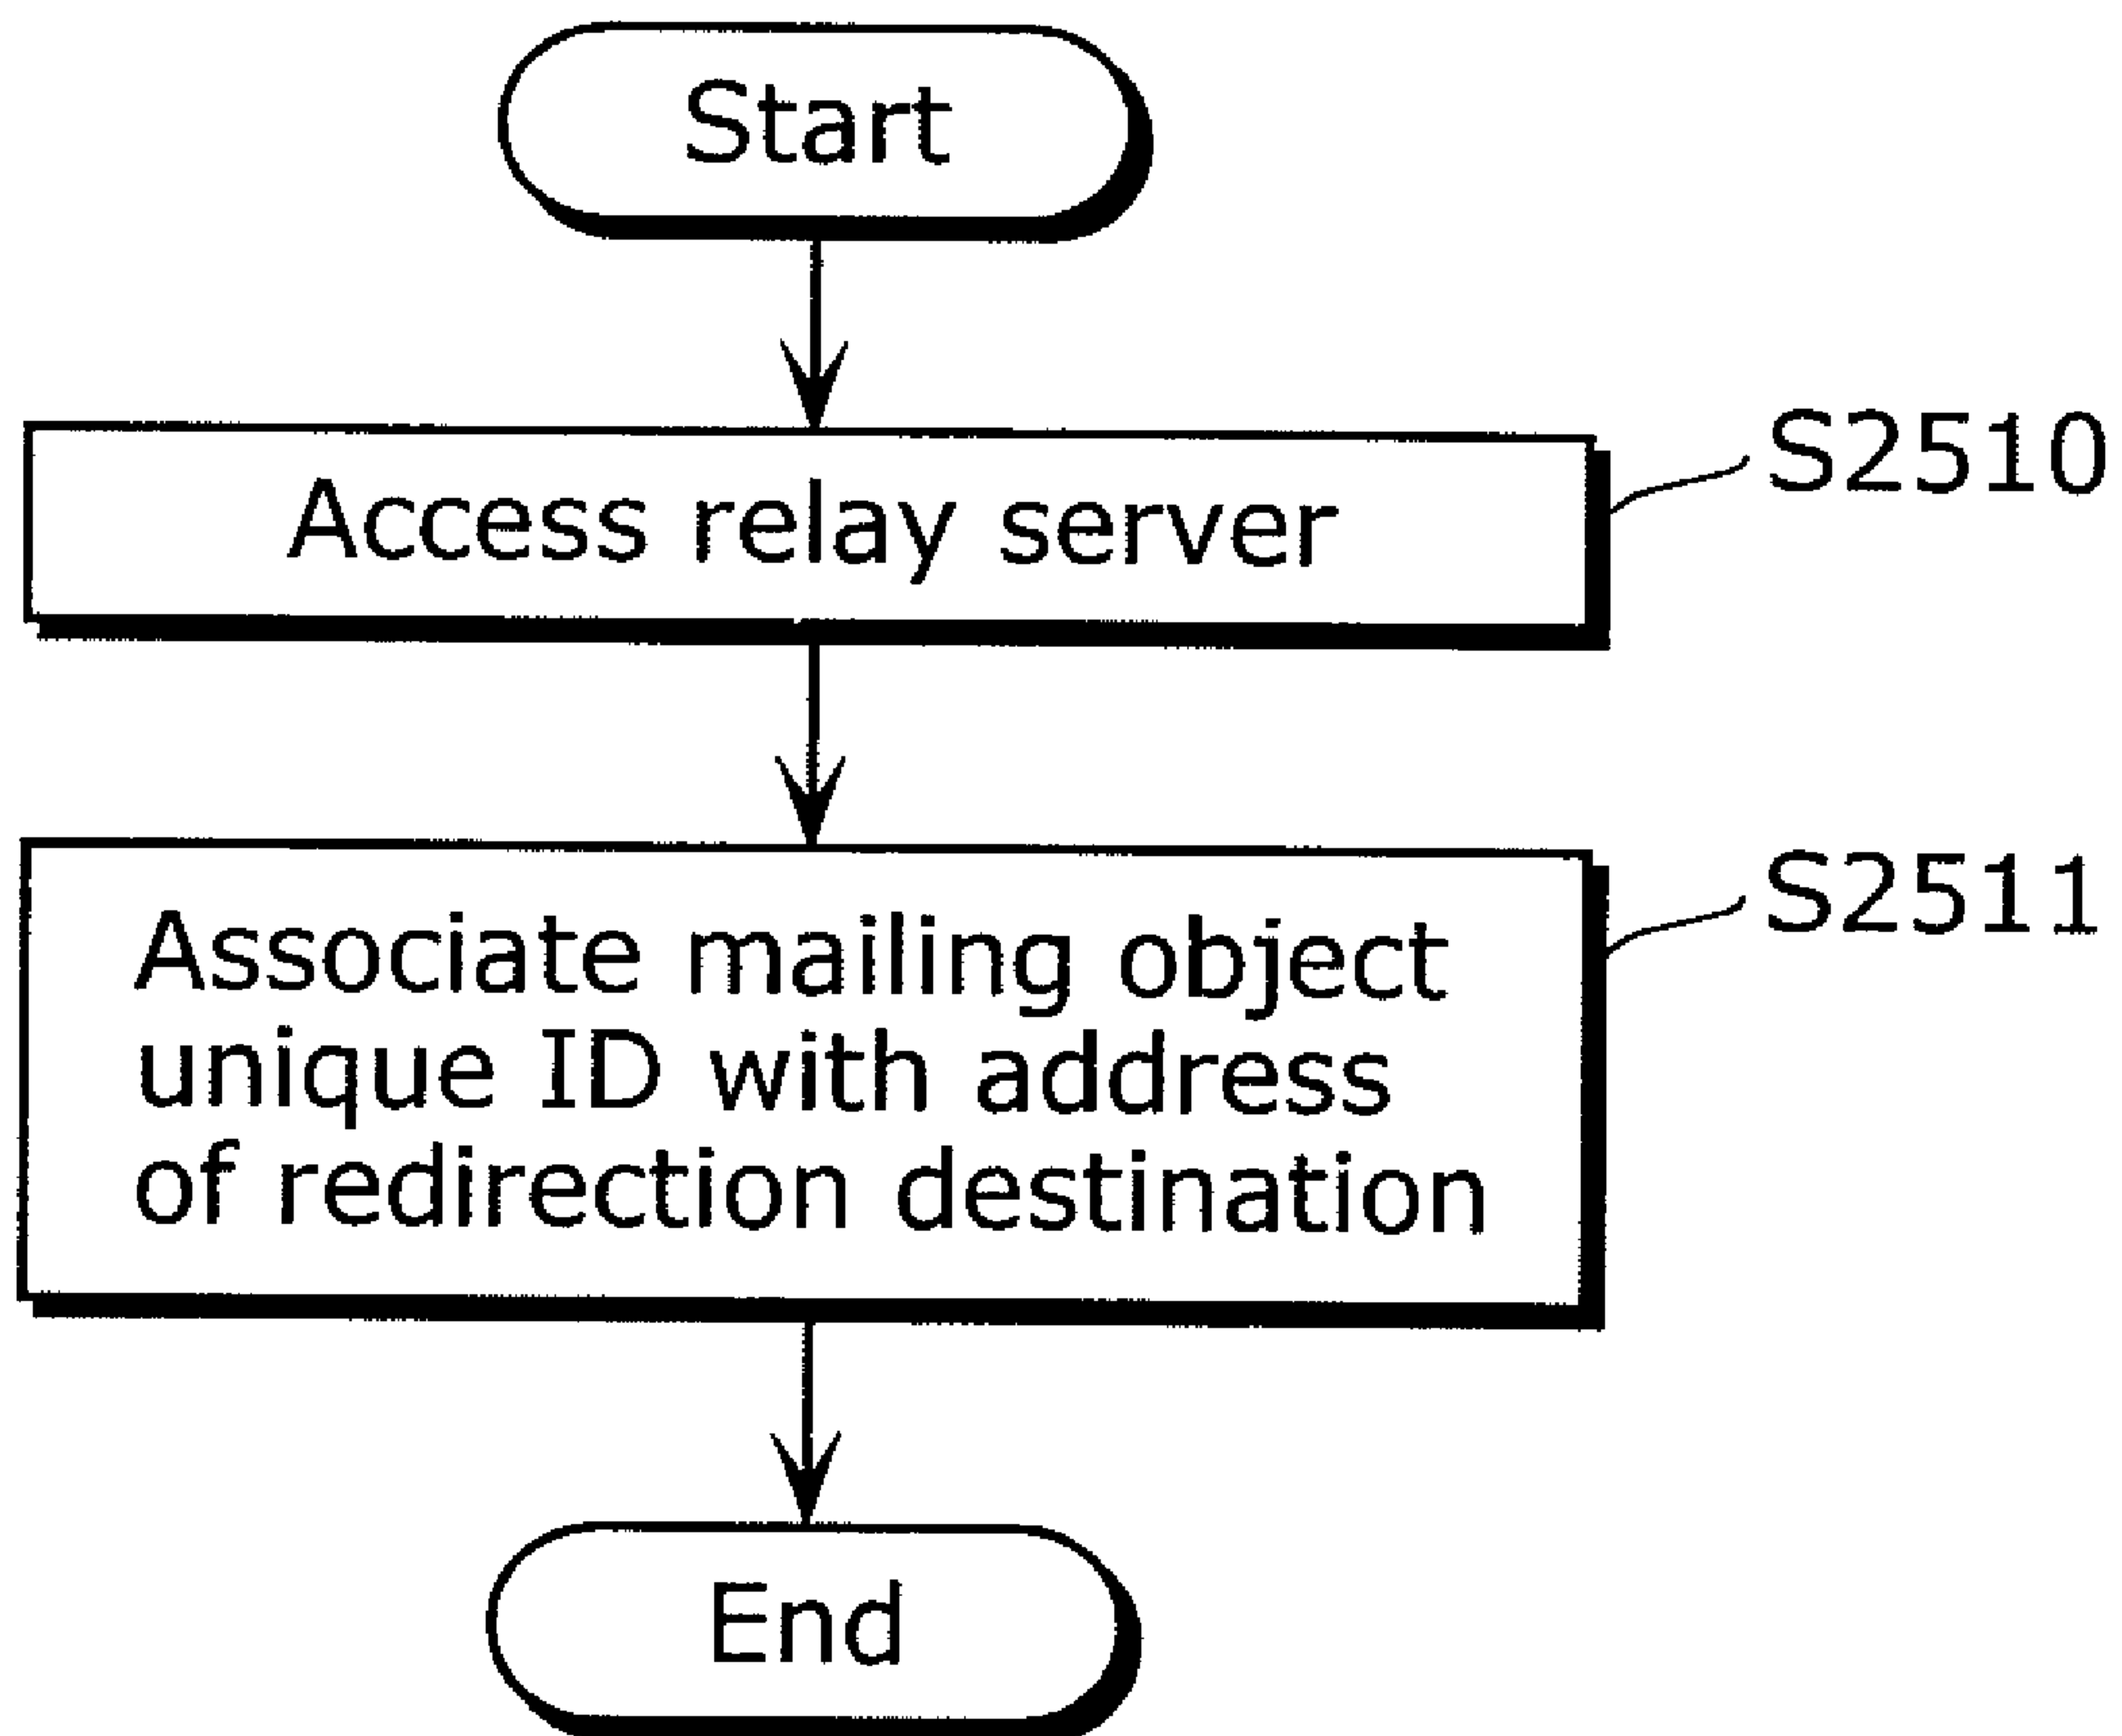 Start
Access relay server
S2510
Associate mailing object
unique ID with address
of redirection destination
S2511
End